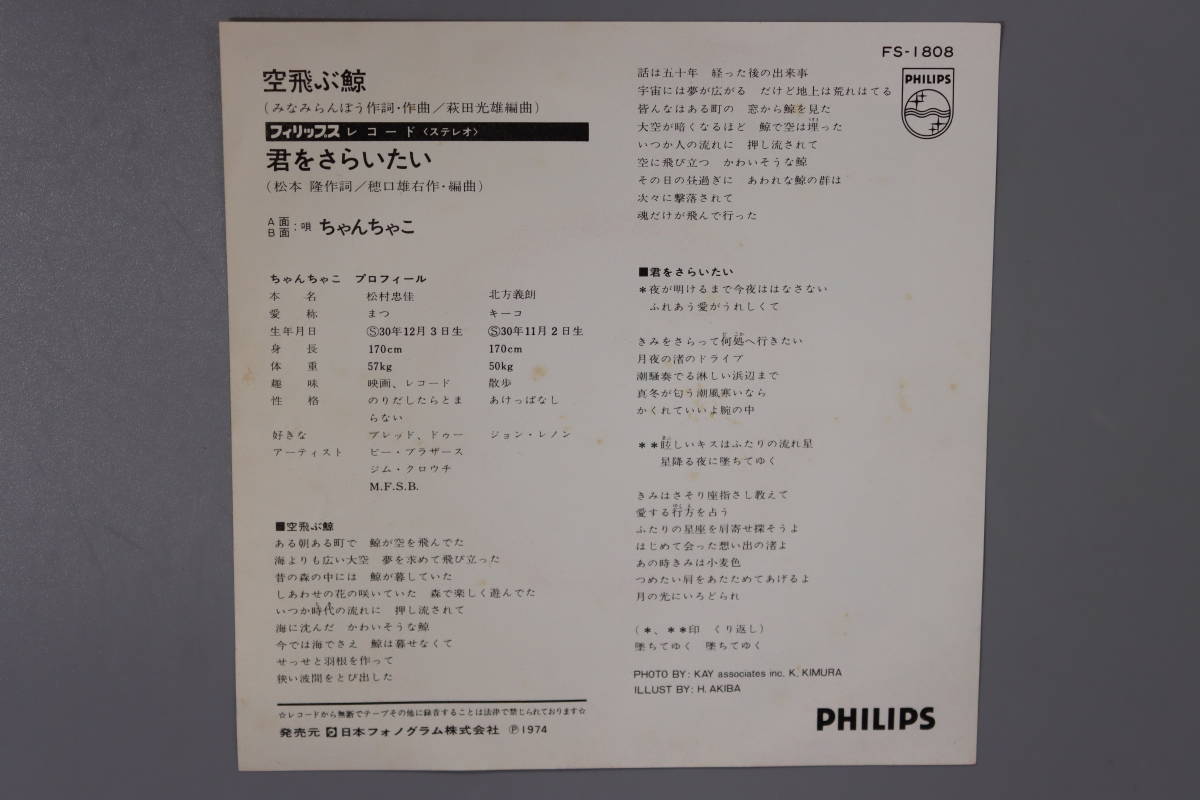 空飛ぶ鯨
(みなみらんぼう作詞・作曲/萩田光雄編曲)
フィリップス レコード〈ステレオ〉
君をさらいたい
(松本 隆作詞/穂口雄右作・編曲)
A面
B面 : 唄 ちゃんちゃこ
ちゃんちゃこ プロフィール
本名 松村忠佳 北方義朗
愛称 まつ キーコ
生年月日 Ⓢ30年12月3日生 Ⓢ30年11月2日生
身長 170cm 170cm
体重 57kg 50kg
趣味 映画、レコード 散歩
性格 のりだしたらとま あけっぱなし
らない
好きな ブレッド、ドゥー ジョン・レノン
アーティスト ビー・ブラザース
ジム・クロウチ
M.F.S.B.
■空飛ぶ鯨
ある朝ある町で 鯨が空を飛んでた
海よりも広い大空 夢を求めて飛び立った
昔の森の中には 鯨が暮していた
しあわせの花の咲いていた 森で楽しく遊んでた
いつか時代の流れに 押し流されて
海に沈んだ かわいそうな鯨
今では海でさえ 鯨は暮せなくて
せっせと羽根を作って
狭い波間をとび出した
☆レコードから無断でテープその他に録音することは法律で禁じられております☆
発売元 日本フォノグラム株式会社 Ⓟ1974
FS-1808
PHILIPS
話は五十年 経った後の出来事
宇宙には夢が広がる だけど地上は荒れはてる
皆んなはある町の 窓から鯨を見た
大空が暗くなるほど 鯨で空は埋った
いつか人の流れに 押し流されて
空に飛び立つ かわいそうな鯨
その日の昼過ぎに あわれな鯨の群は
次々に撃落されて
魂だけが飛んで行った
■君をさらいたい
*夜が明けるまで今夜ははなさない
ふれあう愛がうれしくて
きみをさらって何処へ行きたい
月夜の渚のドライブ
潮騒奏でる淋しい浜辺まで
真冬が匂う潮風寒いなら
かくれていいよ腕の中
**眩しいキスはふたりの流れ星
星降る夜に墜ちてゆく
きみはさそり座指さし教えて
愛する行方を占う
ふたりの星座を肩寄せ探そうよ
はじめて会った想い出の渚よ
あの時きみは小麦色
つめたい肩をあたためてあげるよ
月の光にいろどられ
(*、**印 くり返し)
墜ちてゆく 墜ちてゆく
PHOTO BY: KAY associates inc. K. KIMURA
ILLUST BY: H. AKIBA
PHILIPS